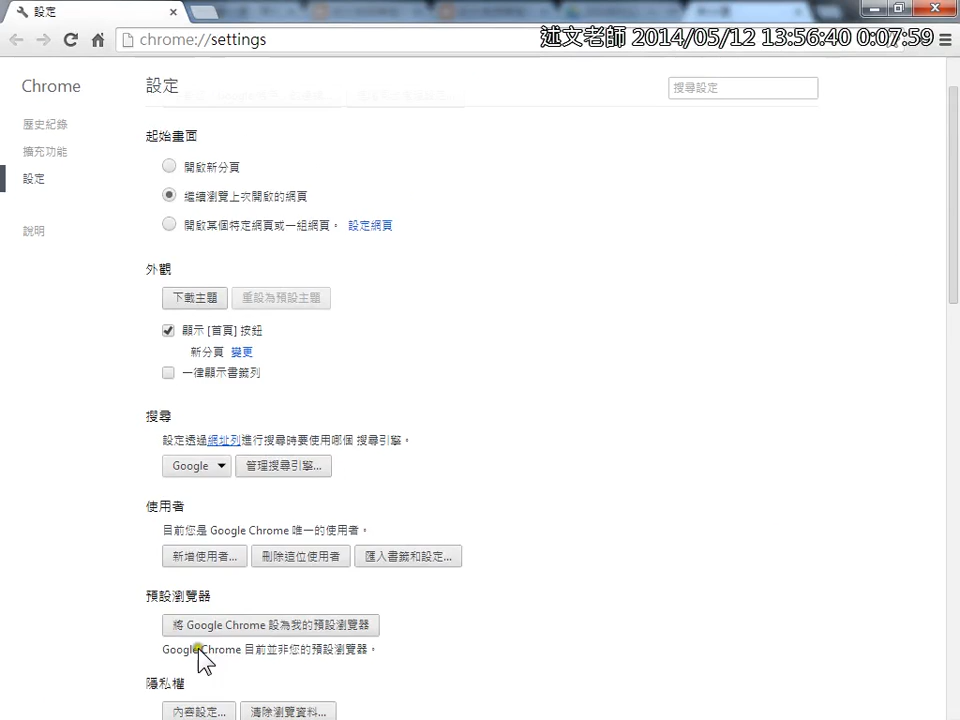 設定
chrome://settings
述文老師 2014/05/12 13:56:40 0:07:59
Chrome
設定
搜尋設定
歷史紀錄
擴充功能
設定
說明
起始畫面
開啟新分頁
繼續瀏覽上次開啟的網頁
開啟某個特定網頁或一組網頁。 設定網頁
外觀
下載主題 重設為預設主題
顯示 [首頁] 按鈕
新分頁 變更
一律顯示書籤列
搜尋
設定透過網址列進行搜尋時要使用哪個 搜尋引擎。
Google 管理搜尋引擎...
使用者
目前您是 Google Chrome 唯一的使用者。
新增使用者... 刪除這位使用者 匯入書籤和設定...
預設瀏覽器
將 Google Chrome 設為我的預設瀏覽器
Google Chrome 目前並非您的預設瀏覽器。
隱私權
內容設定... 清除瀏覽資料...